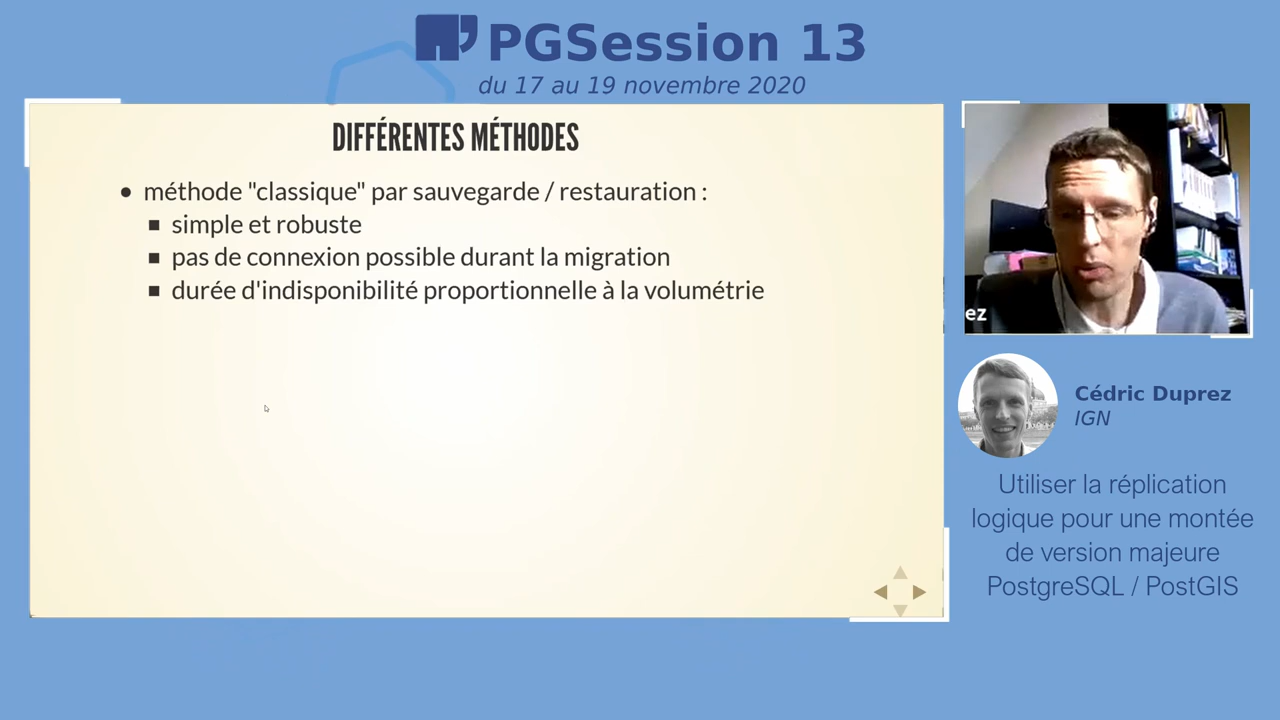 PGSession 13
du 17 au 19 novembre 2020
DIFFÉRENTES MÉTHODES
• méthode "classique" par sauvegarde / restauration :
▪ simple et robuste
▪ pas de connexion possible durant la migration
▪ durée d'indisponibilité proportionnelle à la volumétrie
ez
Cédric Duprez
IGN
Utiliser la réplication
logique pour une montée
de version majeure
PostgreSQL / PostGIS